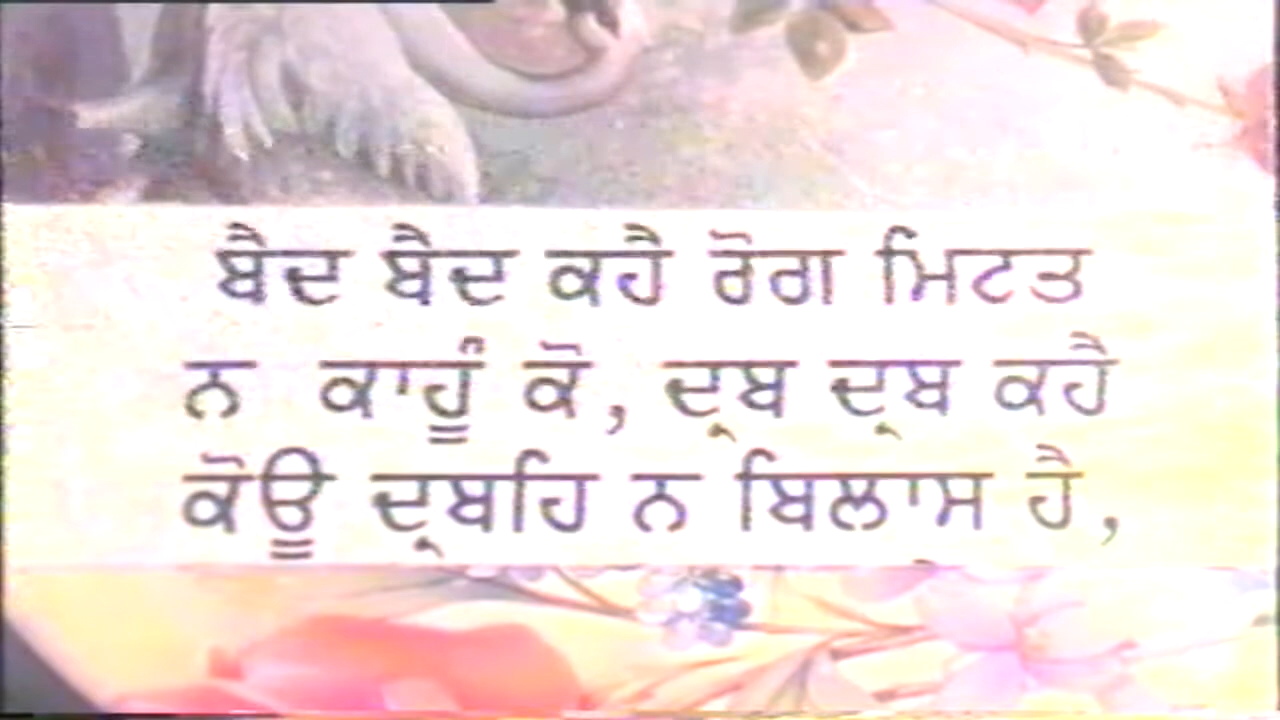 ਬੈਦ ਬੈਦ ਕਹੈ ਰੋਗ ਮਿਟਤ
ਨ ਕਾਹੂੰ ਕੋ, ਦ੍ਰਬ ਦ੍ਰਬ ਕਹੈ
ਕੋਊ ਦ੍ਰਬਹਿ ਨ ਬਿਲਾਸ ਹੈ,